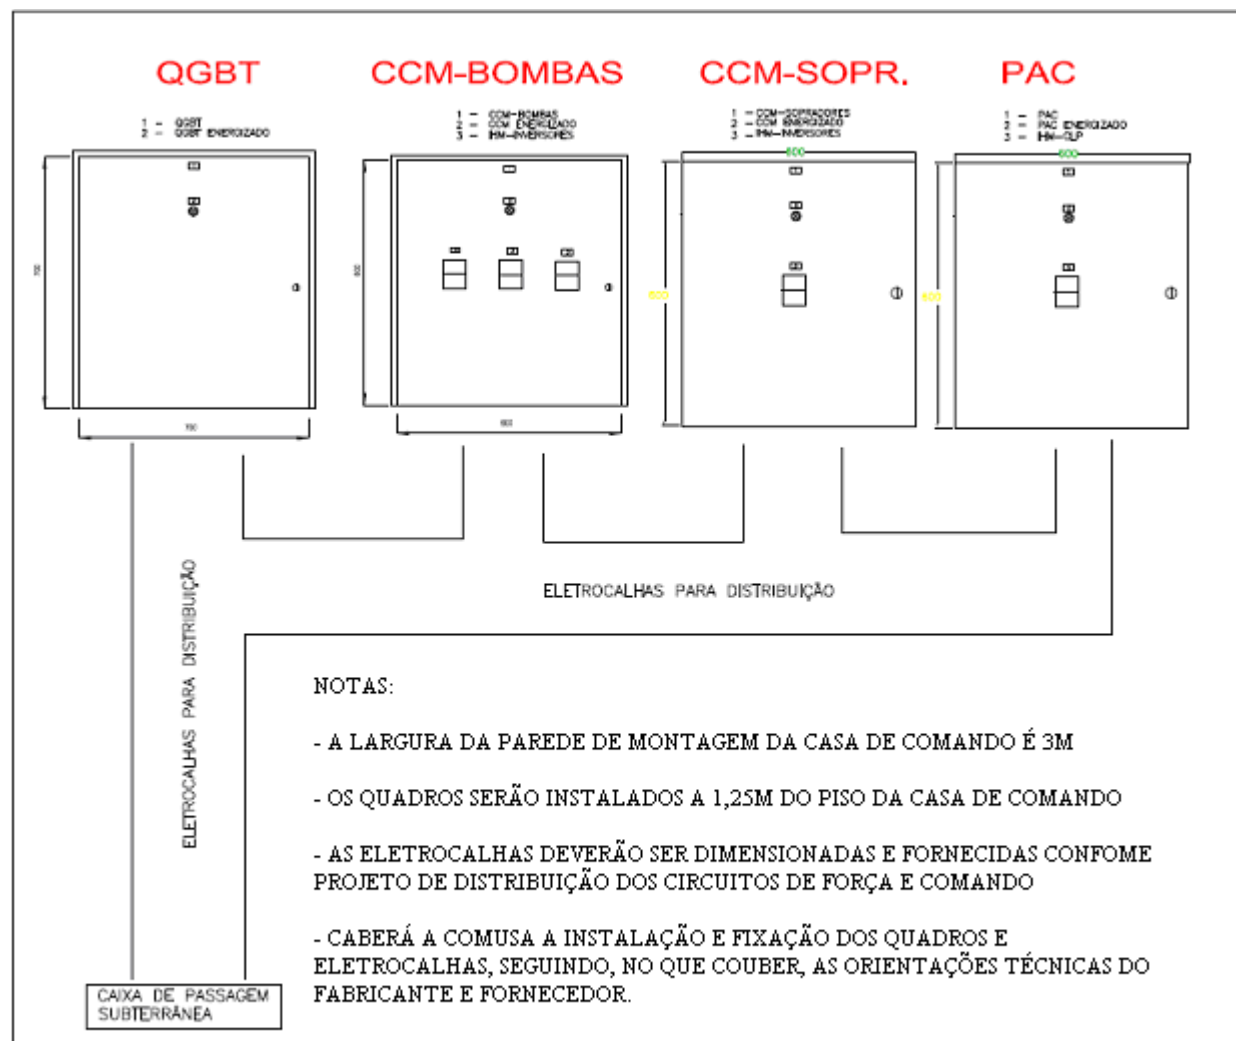 QGBT
CCM-BOMBAS
CCM-SOPR.
PAC
1 - QGBT
2 - QGBT ENERGIZADO
1 - CCM-BOMBAS
2 - CCM ENERGIZADO
3 - IHM-INVERSORES
1 - CCM-SOPRADORES
2 - CCM ENERGIZADO
3 - IHM-INVERSORES
1 - PAC
2 - PAC ENERGIZADO
3 - IHM-CLP
600
600
700
600
600
600
700
600
ELETROCALHAS PARA DISTRIBUIÇÃO
ELETROCALHAS PARA DISTRIBUIÇÃO
NOTAS:
- A LARGURA DA PAREDE DE MONTAGEM DA CASA DE COMANDO É 3M
- OS QUADROS SERÃO INSTALADOS A 1,25M DO PISO DA CASA DE COMANDO
- AS ELETROCALHAS DEVERÃO SER DIMENSIONADAS E FORNECIDAS CONFOME
PROJETO DE DISTRIBUIÇÃO DOS CIRCUITOS DE FORÇA E COMANDO
- CABERÁ A COMUSA A INSTALAÇÃO E FIXAÇÃO DOS QUADROS E
ELETROCALHAS, SEGUINDO, NO QUE COUBER, AS ORIENTAÇÕES TÉCNICAS DO
FABRICANTE E FORNECEDOR.
CAIXA DE PASSAGEM
SUBTERRÂNEA